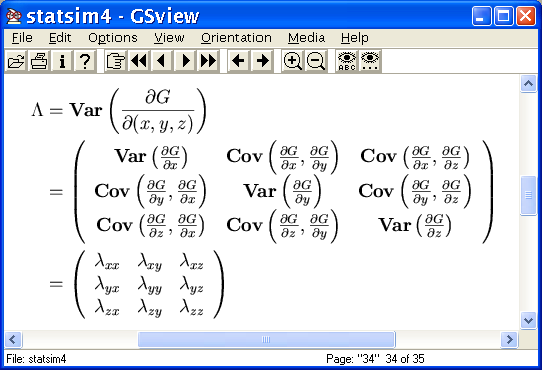 statsim4 - GSview
File Edit Options View Orientation Media Help
i ? ABC
Λ = Var (∂G / ∂(x, y, z))
= ( Var (∂G/∂x) Cov (∂G/∂x, ∂G/∂y) Cov (∂G/∂x, ∂G/∂z)
Cov (∂G/∂y, ∂G/∂x) Var (∂G/∂y) Cov (∂G/∂y, ∂G/∂z)
Cov (∂G/∂z, ∂G/∂x) Cov (∂G/∂z, ∂G/∂y) Var (∂G/∂z) )
= ( λxx λxy λxz
λyx λyy λyz
λzx λzy λzz )
File: statsim4 Page: "34" 34 of 35